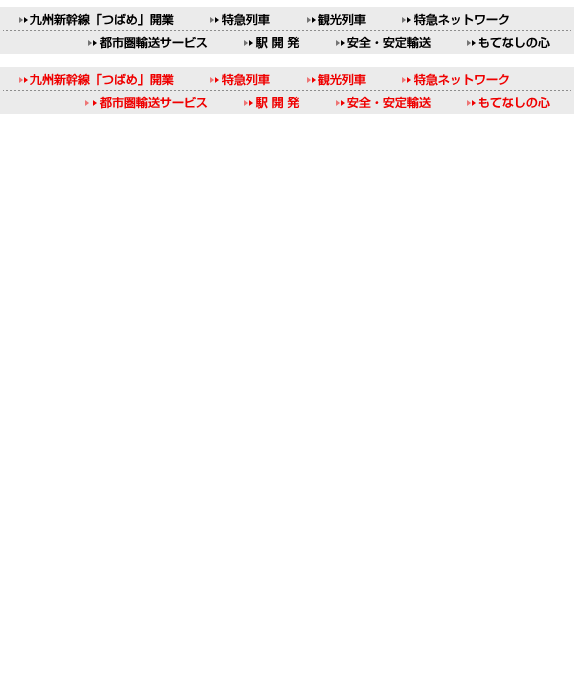 九州新幹線「つばめ」開業 特急列車 観光列車 特急ネットワーク
都市圏輸送サービス 駅 開 発 安全・安定輸送 もてなしの心
九州新幹線「つばめ」開業 特急列車 観光列車 特急ネットワーク
都市圏輸送サービス 駅 開 発 安全・安定輸送 もてなしの心